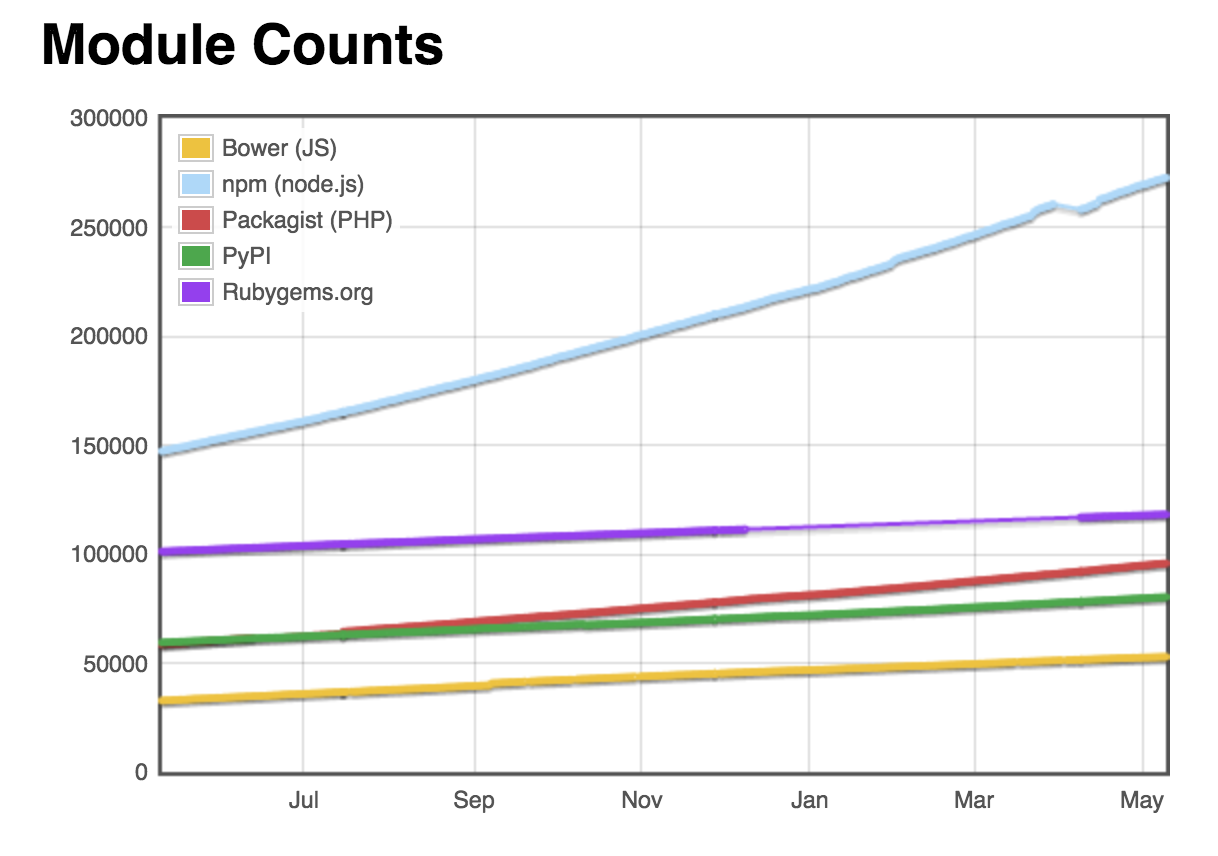 Module Counts
300000
250000
200000
150000
100000
50000
0
Bower (JS)
npm (node.js)
Packagist (PHP)
PyPI
Rubygems.org
Jul Sep Nov Jan Mar May